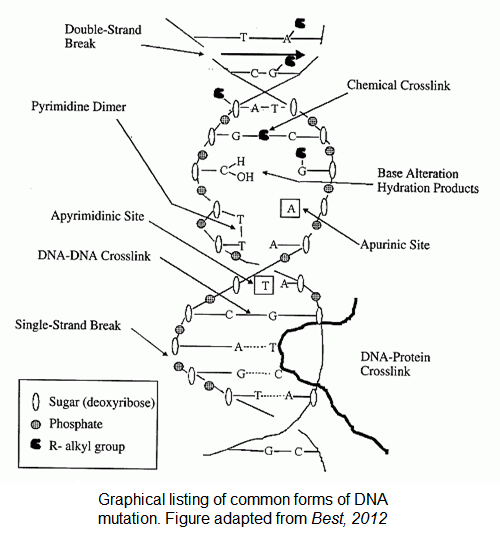 Double-Strand
Break
T A
C-G
Chemical Crosslink
A-T
Pyrimidine Dimer
G C
H
C
OH
G
Base Alteration
Hydration Products
A
T
Apyrimidinic Site
T A
Apurinic Site
DNA-DNA Crosslink
T A
C G
Single-Strand Break
A T
DNA-Protein
Crosslink
G C
T A
Sugar (deoxyribose)
Phosphate
R- alkyl group
G-C
Graphical listing of common forms of DNA
mutation. Figure adapted from Best, 2012